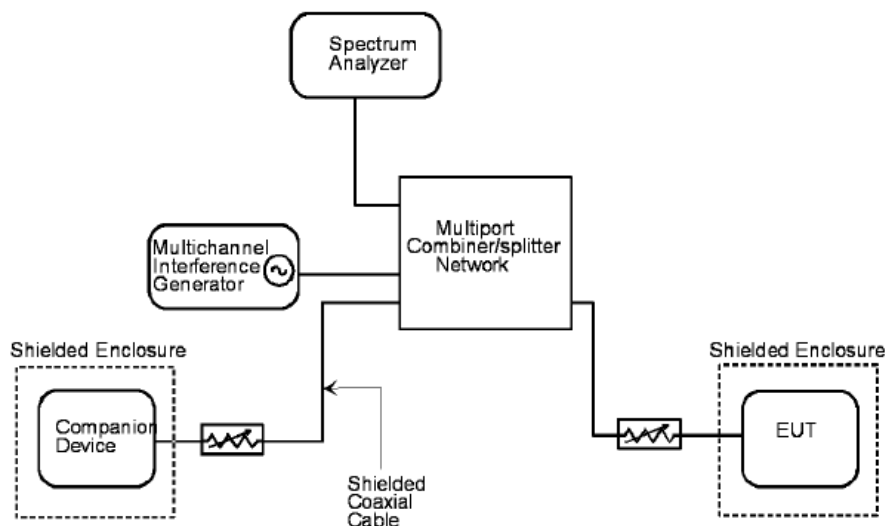 Spectrum
Analyzer
Multiport
Combiner/splitter
Network
Multichannel
Interference
Generator
Shielded Enclosure
Shielded Enclosure
Companion
Device
EUT
Shielded
Coaxial
Cable